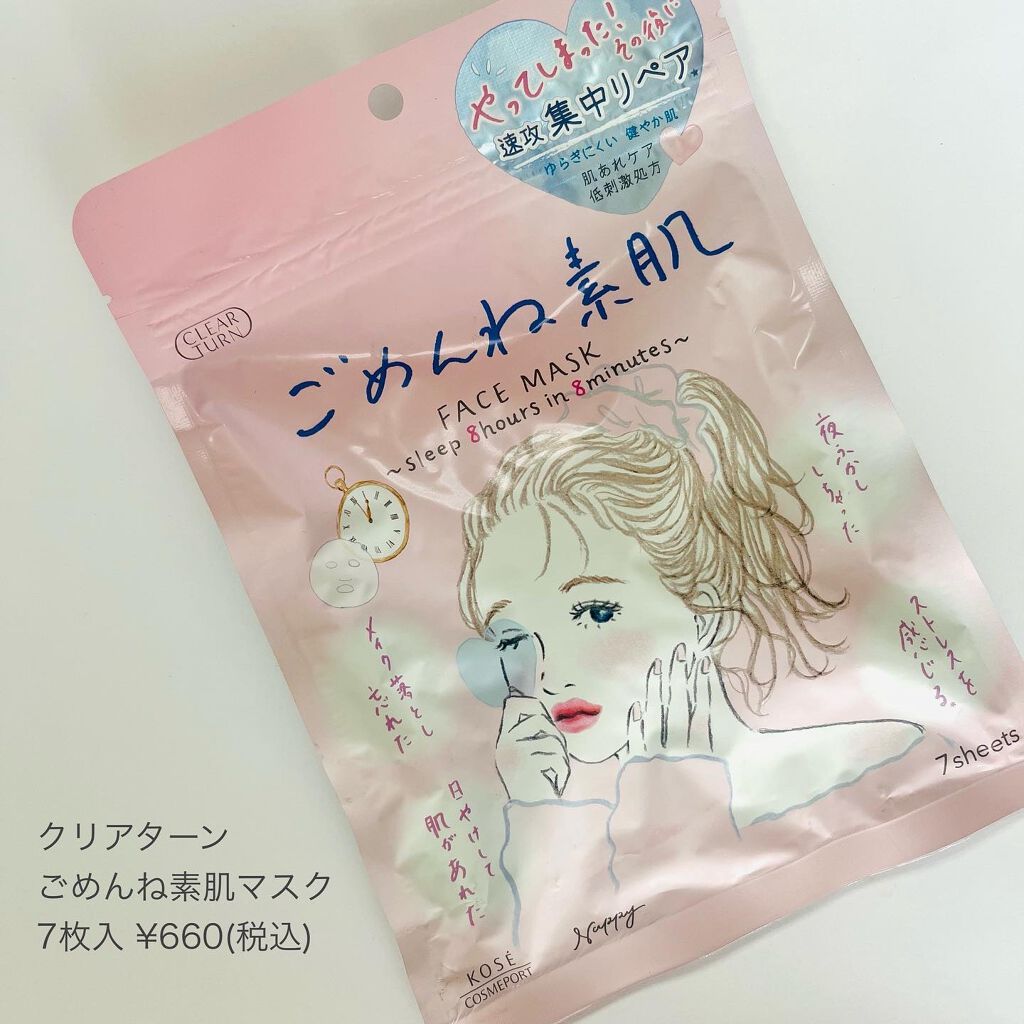 やってしまった!
その後に
速攻 集中リペア*
ゆらぎにくい 健やか肌
肌あれケア
低刺激処方
CLEAR
TURN
ごめんね素肌
FACE MASK
~sleep 8hours in 8minutes~
夜ふかし
しちゃった
ストレスを
感じる。
メイク落とし
忘れた
日やけして
肌があれた
7sheets
Nappy
KOSÉ
COSMEPORT
クリアターン
ごめんね素肌マスク
7枚入 ¥660(税込)